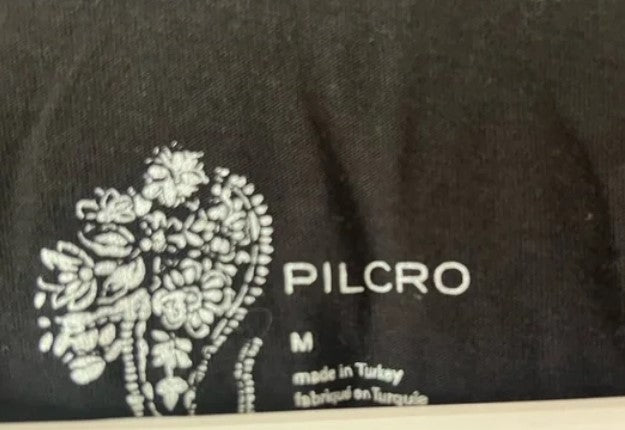 PILCRO
M
made in Turkey
fabriqué en Turquie